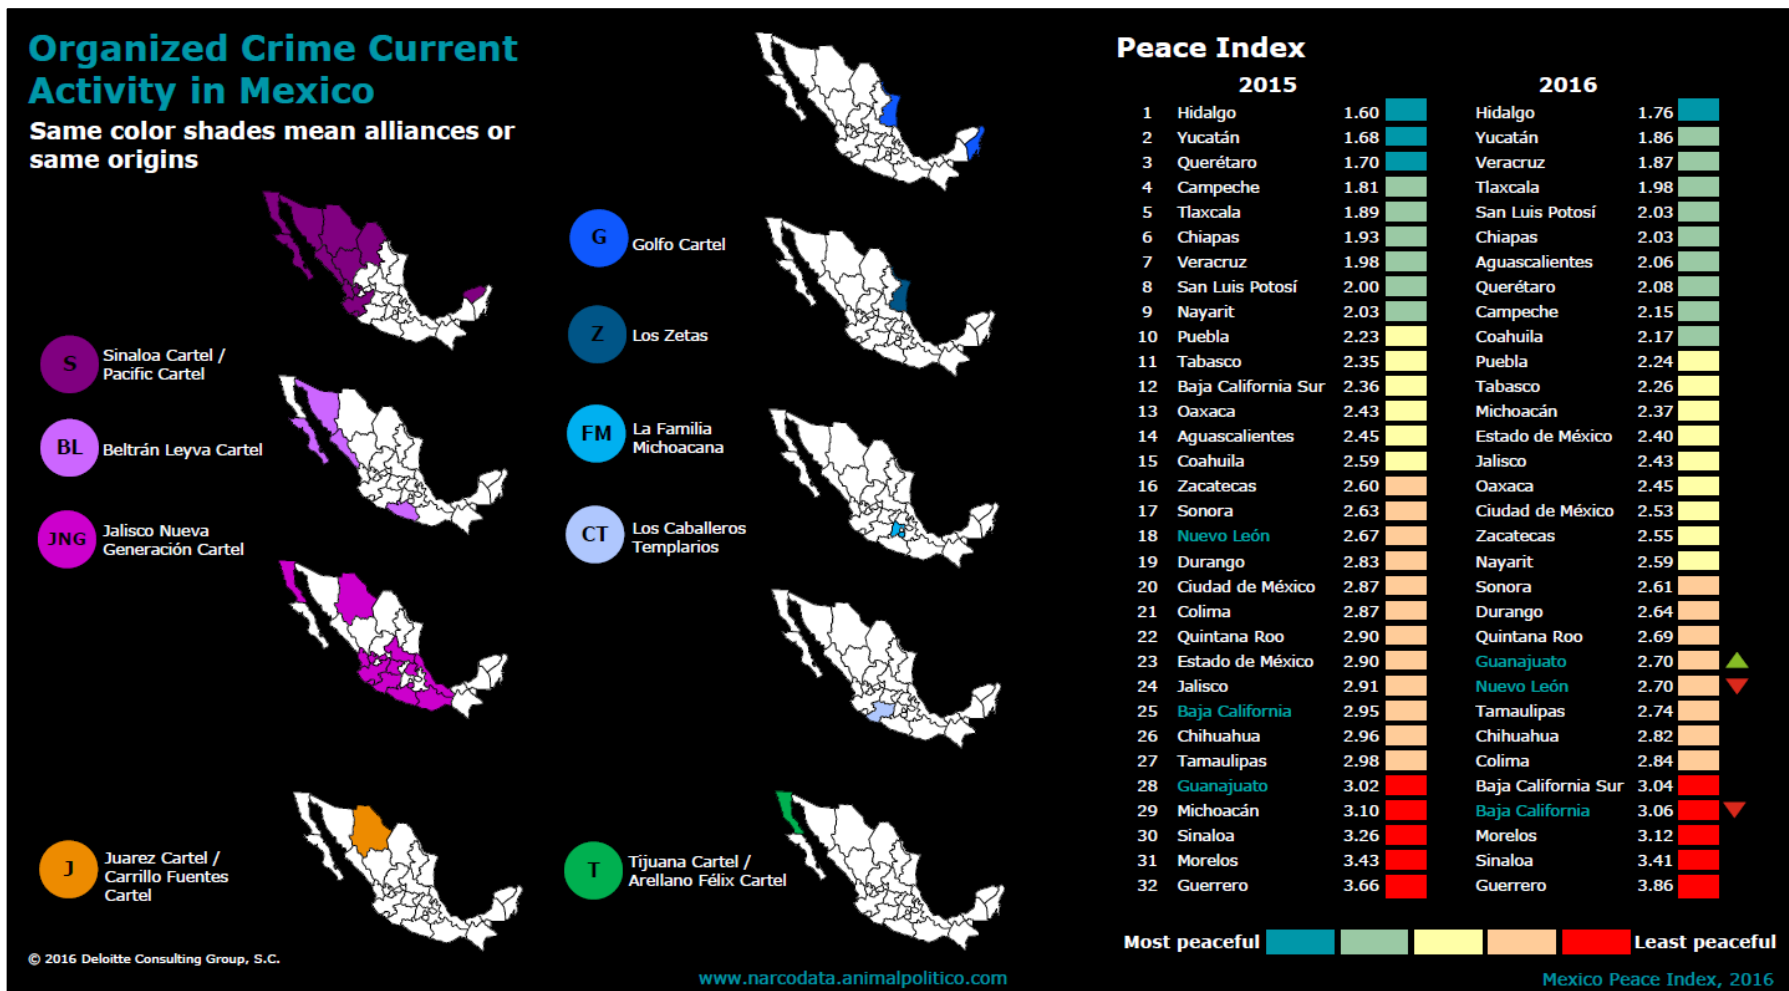 Organized Crime Current
Activity in Mexico
Same color shades mean alliances or
same origins
S
Sinaloa Cartel /
Pacific Cartel
BL
Beltrán Leyva Cartel
JNG
Jalisco Nueva
Generación Cartel
J
Juarez Cartel /
Carrillo Fuentes
Cartel
G
Golfo Cartel
Z
Los Zetas
FM
La Familia
Michoacana
CT
Los Caballeros
Templarios
T
Tijuana Cartel /
Arellano Félix Cartel
Peace Index
2015 2016
1 Hidalgo 1.60 Hidalgo 1.76
2 Yucatán 1.68 Yucatán 1.86
3 Querétaro 1.70 Veracruz 1.87
4 Campeche 1.81 Tlaxcala 1.98
5 Tlaxcala 1.89 San Luis Potosí 2.03
6 Chiapas 1.93 Chiapas 2.03
7 Veracruz 1.98 Aguascalientes 2.06
8 San Luis Potosí 2.00 Querétaro 2.08
9 Nayarit 2.03 Campeche 2.15
10 Puebla 2.23 Coahuila 2.17
11 Tabasco 2.35 Puebla 2.24
12 Baja California Sur 2.36 Tabasco 2.26
13 Oaxaca 2.43 Michoacán 2.37
14 Aguascalientes 2.45 Estado de México 2.40
15 Coahuila 2.59 Jalisco 2.43
16 Zacatecas 2.60 Oaxaca 2.45
17 Sonora 2.63 Ciudad de México 2.53
18 Nuevo León 2.67 Zacatecas 2.55
19 Durango 2.83 Nayarit 2.59
20 Ciudad de México 2.87 Sonora 2.61
21 Colima 2.87 Durango 2.64
22 Quintana Roo 2.90 Quintana Roo 2.69
23 Estado de México 2.90 Guanajuato 2.70
24 Jalisco 2.91 Nuevo León 2.70
25 Baja California 2.95 Tamaulipas 2.74
26 Chihuahua 2.96 Chihuahua 2.82
27 Tamaulipas 2.98 Colima 2.84
28 Guanajuato 3.02 Baja California Sur 3.04
29 Michoacán 3.10 Baja California 3.06
30 Sinaloa 3.26 Morelos 3.12
31 Morelos 3.43 Sinaloa 3.41
32 Guerrero 3.66 Guerrero 3.86
Most peaceful Least peaceful
© 2016 Deloitte Consulting Group, S.C.
www.narcodata.animalpolitico.com
Mexico Peace Index, 2016